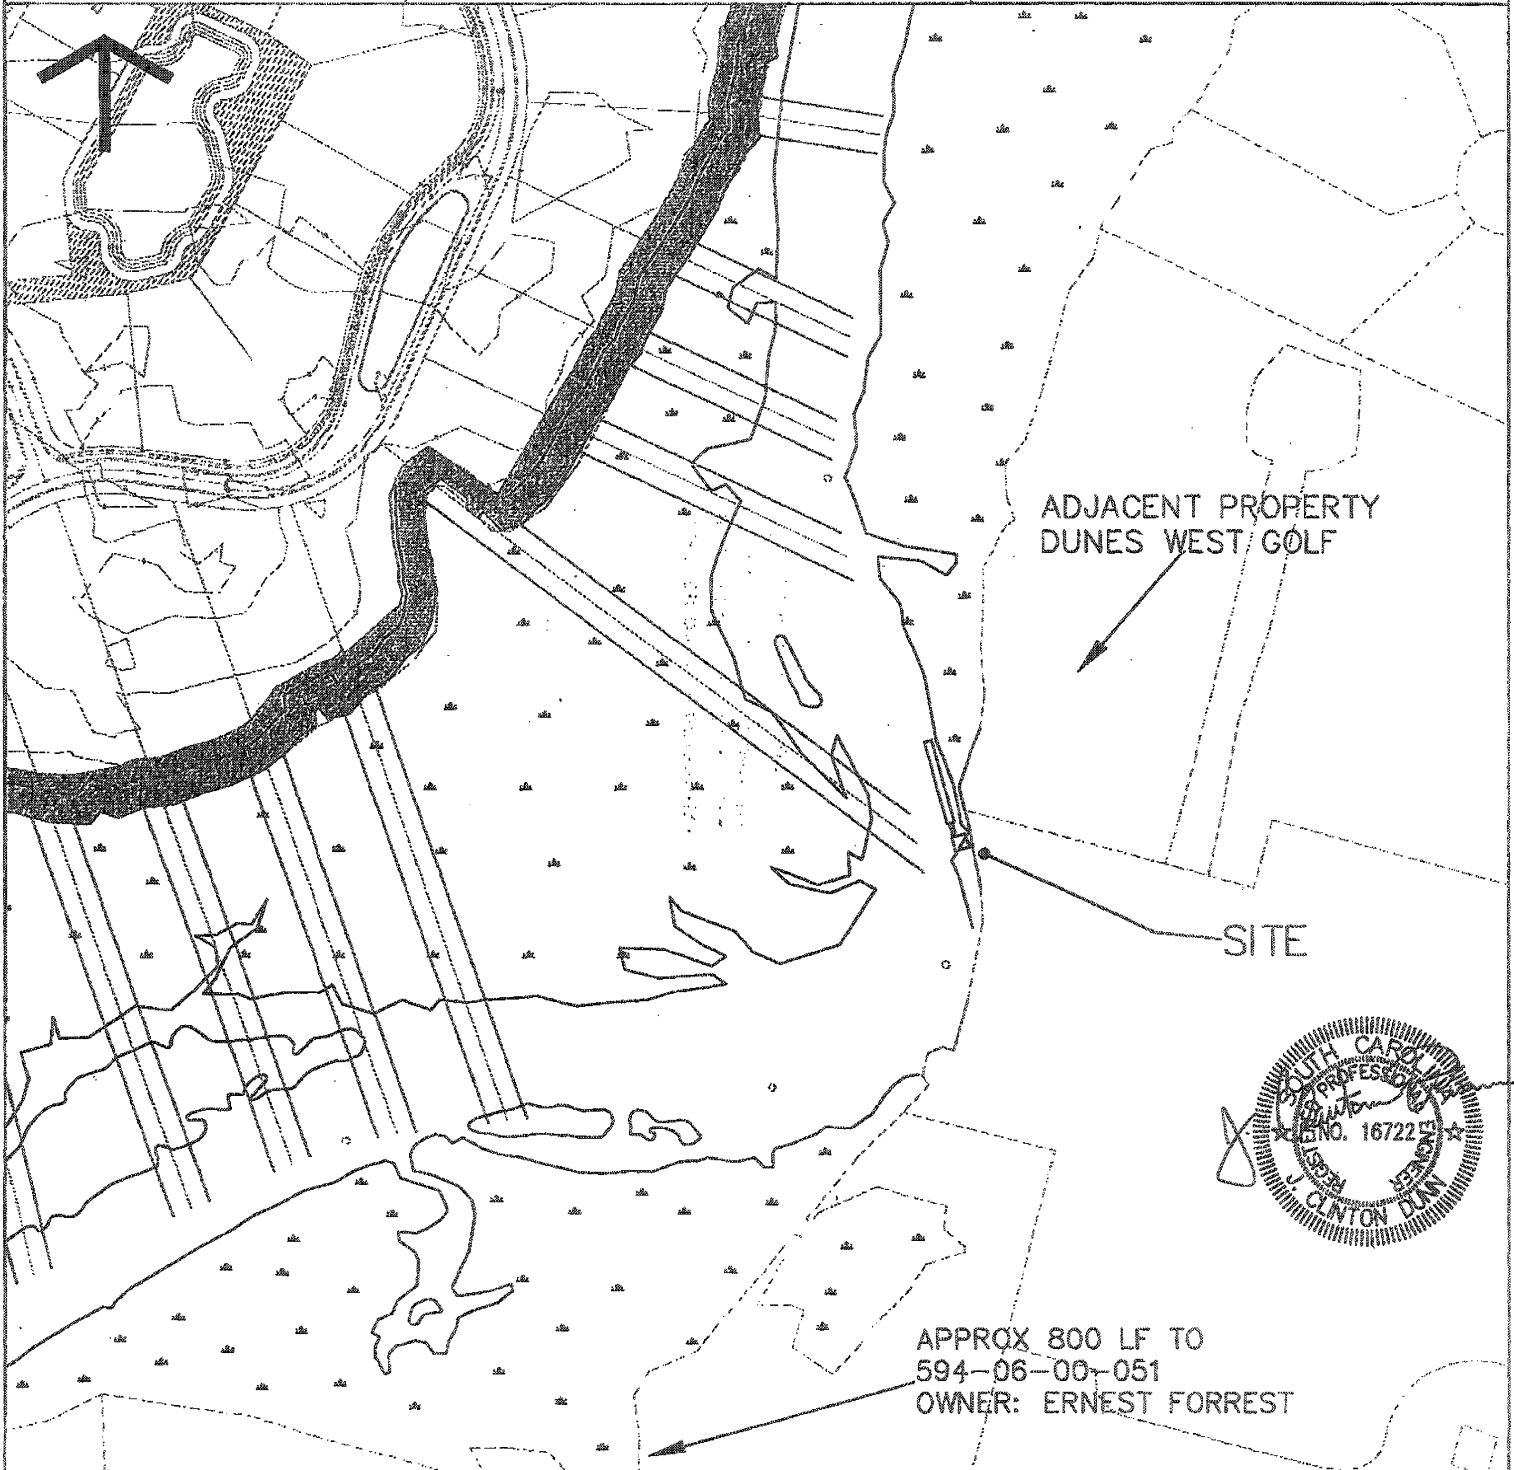 ADJACENT PROPERTY
DUNES WEST GOLF
SITE
SOUTH CAROLINA
REGISTERED PROFESSIONAL ENGINEER
NO. 16722
J. CLINTON DUNN
APPROX 800 LF TO
594-06-00-051
OWNER: ERNEST FORREST